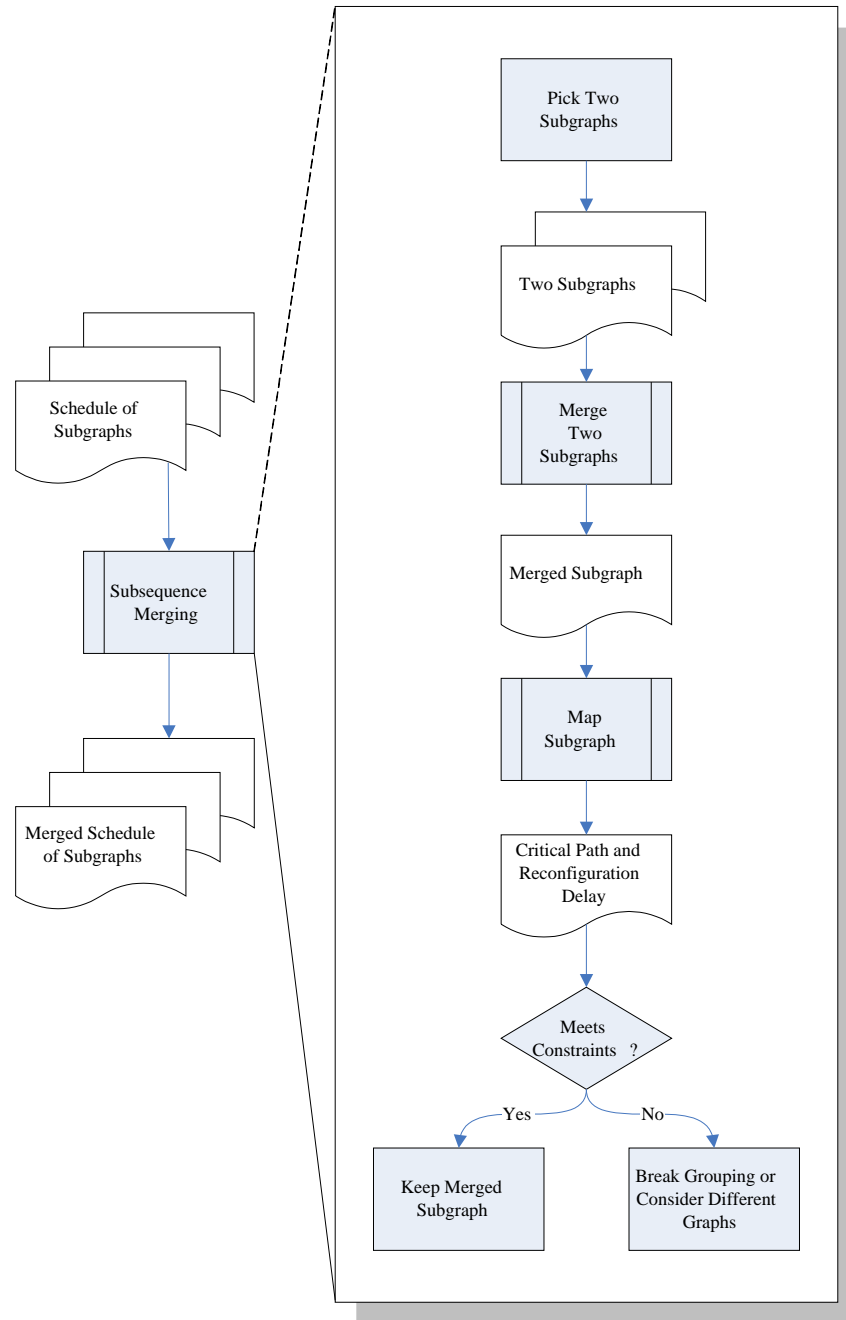 Schedule of
Subgraphs
Subsequence
Merging
Merged Schedule
of Subgraphs
Pick Two
Subgraphs
Two Subgraphs
Merge
Two
Subgraphs
Merged Subgraph
Map
Subgraph
Critical Path and
Reconfiguration
Delay
Meets
Constraints ?
Yes
No
Keep Merged
Subgraph
Break Grouping or
Consider Different
Graphs